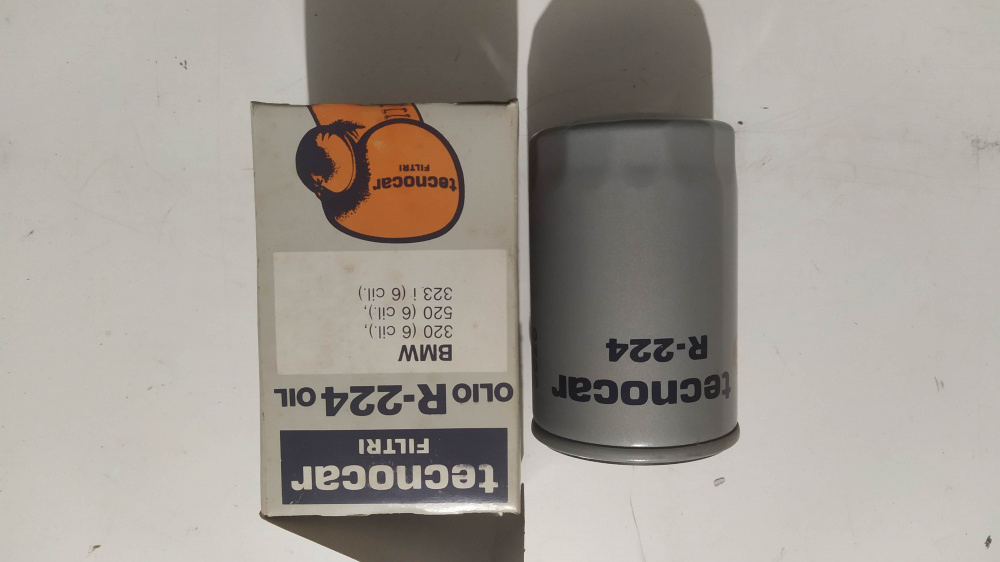 tecnocar
FILTRI
OLIO R-224 OIL
BMW
320 (6 cil.),
520 (6 cil.),
323 i (6 cil.)
tecnocar
FILTRI
tecnocar
R-224